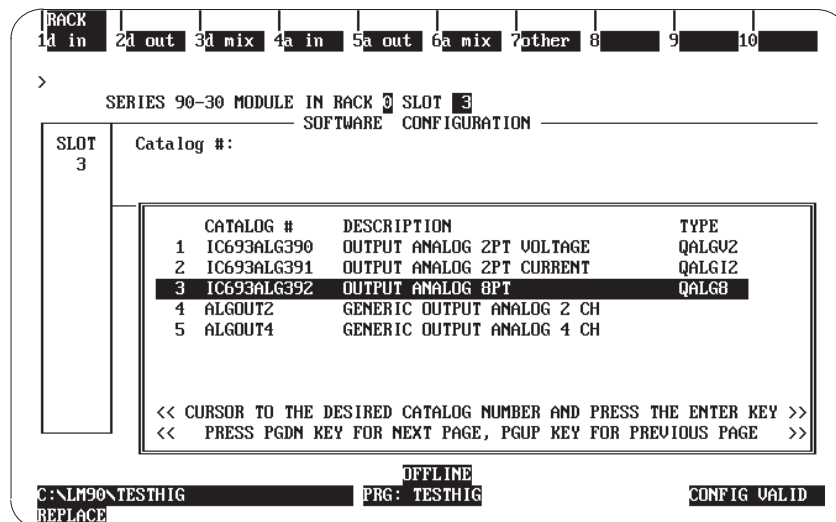 RACK
1d in 2d out 3d mix 4a in 5a out 6a mix 7other 8 9 10
>
SERIES 90-30 MODULE IN RACK 0 SLOT 3
SOFTWARE CONFIGURATION
SLOT Catalog #:
3
CATALOG # DESCRIPTION TYPE
1 IC693ALG390 OUTPUT ANALOG 2PT VOLTAGE QALGV2
2 IC693ALG391 OUTPUT ANALOG 2PT CURRENT QALGI2
3 IC693ALG392 OUTPUT ANALOG 8PT QALG8
4 ALGOUT2 GENERIC OUTPUT ANALOG 2 CH
5 ALGOUT4 GENERIC OUTPUT ANALOG 4 CH
<< CURSOR TO THE DESIRED CATALOG NUMBER AND PRESS THE ENTER KEY >>
<< PRESS PGDN KEY FOR NEXT PAGE, PGUP KEY FOR PREVIOUS PAGE >>
OFFLINE
C:\LM90\TESTHIG PRG: TESTHIG CONFIG VALID
REPLACE